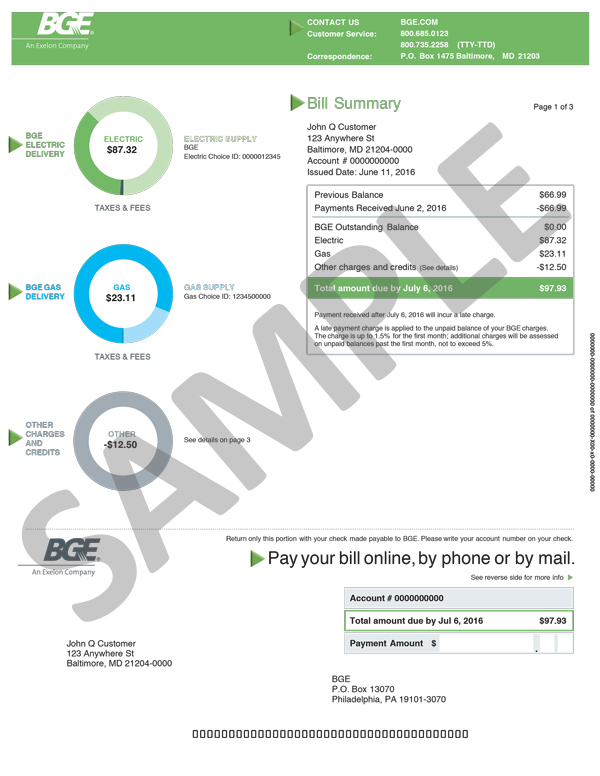 BGE®
An Exelon Company
CONTACT US BGE.COM
Customer Service: 800.685.0123
800.735.2258 (TTY-TTD)
Correspondence: P.O. Box 1475 Baltimore, MD 21203
Bill Summary
Page 1 of 3
John Q Customer
123 Anywhere St
Baltimore, MD 21204-0000
Account # 0000000000
Issued Date: June 11, 2016
BGE
ELECTRIC
DELIVERY
ELECTRIC
$87.32
ELECTRIC SUPPLY
BGE
Electric Choice ID: 0000012345
TAXES & FEES
Previous Balance $66.99
Payments Received June 2, 2016 -$66.99
BGE Outstanding Balance $0.00
Electric $87.32
Gas $23.11
Other charges and credits (See details) -$12.50
Total amount due by July 6, 2016 $97.93
Payment received after July 6, 2016 will incur a late charge.
A late payment charge is applied to the unpaid balance of your BGE charges.
The charge is up to 1.5% for the first month; additional charges will be assessed
on unpaid balances past the first month, not to exceed 5%.
BGE GAS
DELIVERY
GAS
$23.11
GAS SUPPLY
Gas Choice ID: 1234500000
TAXES & FEES
OTHER
CHARGES
AND
CREDITS
OTHER
-$12.50
See details on page 3
SAMPLE
Return only this portion with your check made payable to BGE. Please write your account number on your check.
BGE®
An Exelon Company
Pay your bill online, by phone or by mail.
See reverse side for more info
Account # 0000000000
Total amount due by Jul 6, 2016 $97.93
Payment Amount $ .
John Q Customer
123 Anywhere St
Baltimore, MD 21204-0000
BGE
P.O. Box 13070
Philadelphia, PA 19101-3070